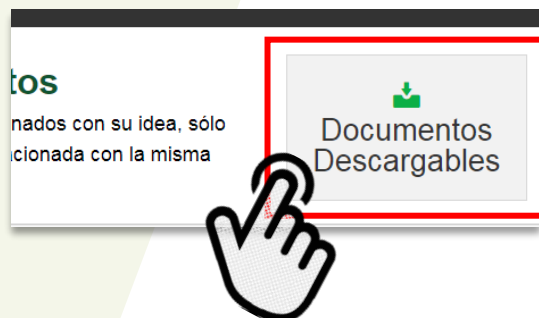 tos
nados con su idea, sólo
cionada con la misma
Documentos
Descargables